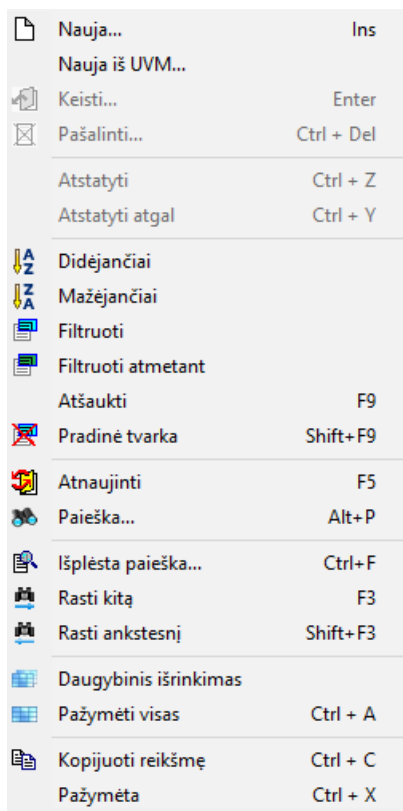 Nauja... Ins
Nauja iš UVM...
Keisti... Enter
Pašalinti... Ctrl + Del
Atstatyti Ctrl + Z
Atstatyti atgal Ctrl + Y
Didėjančiai
Mažėjančiai
Filtruoti
Filtruoti atmetant
Atšaukti F9
Pradinė tvarka Shift+F9
Atnaujinti F5
Paieška... Alt+P
Išplėsta paieška... Ctrl+F
Rasti kitą F3
Rasti ankstesnį Shift+F3
Daugybinis išrinkimas
Pažymėti visas Ctrl + A
Kopijuoti reikšmę Ctrl + C
Pažymėta Ctrl + X